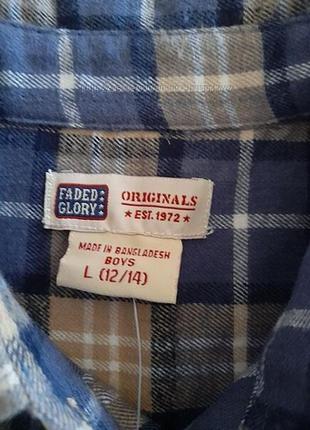 FADED GLORY
ORIGINALS
★ EST. 1972 ★
MADE IN BANGLADESH
BOYS
L (12/14)